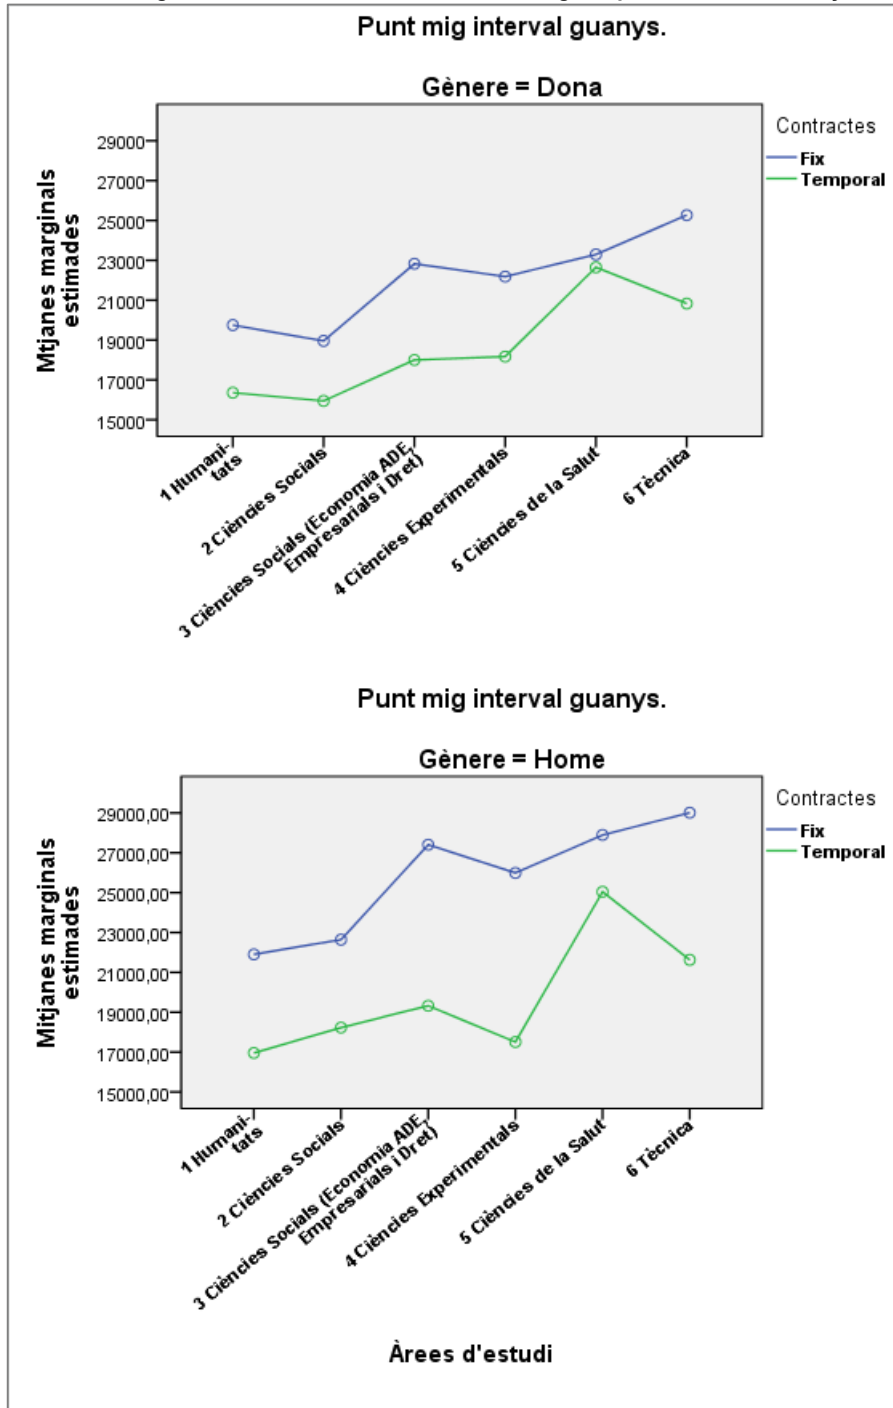 Punt mig interval guanys.
Gènere = Dona
Contractes
Fix
Temporal
Mtjanes marginals
estimades
29000
27000
25000
23000
21000
19000
17000
15000
1 Humani-
tats
2 Ciències Socials
3 Ciències Socials (Economia ADE,
Empresarials i Dret)
4 Ciències Experimentals
5 Ciències de la Salut
6 Tècnica
Punt mig interval guanys.
Gènere = Home
Contractes
Fix
Temporal
Mitjanes marginals
estimades
29000,00
27000,00
25000,00
23000,00
21000,00
19000,00
17000,00
15000,00
1 Humani-
tats
2 Ciències Socials
3 Ciències Socials (Economia ADE,
Empresarials i Dret)
4 Ciències Experimentals
5 Ciències de la Salut
6 Tècnica
Àrees d'estudi